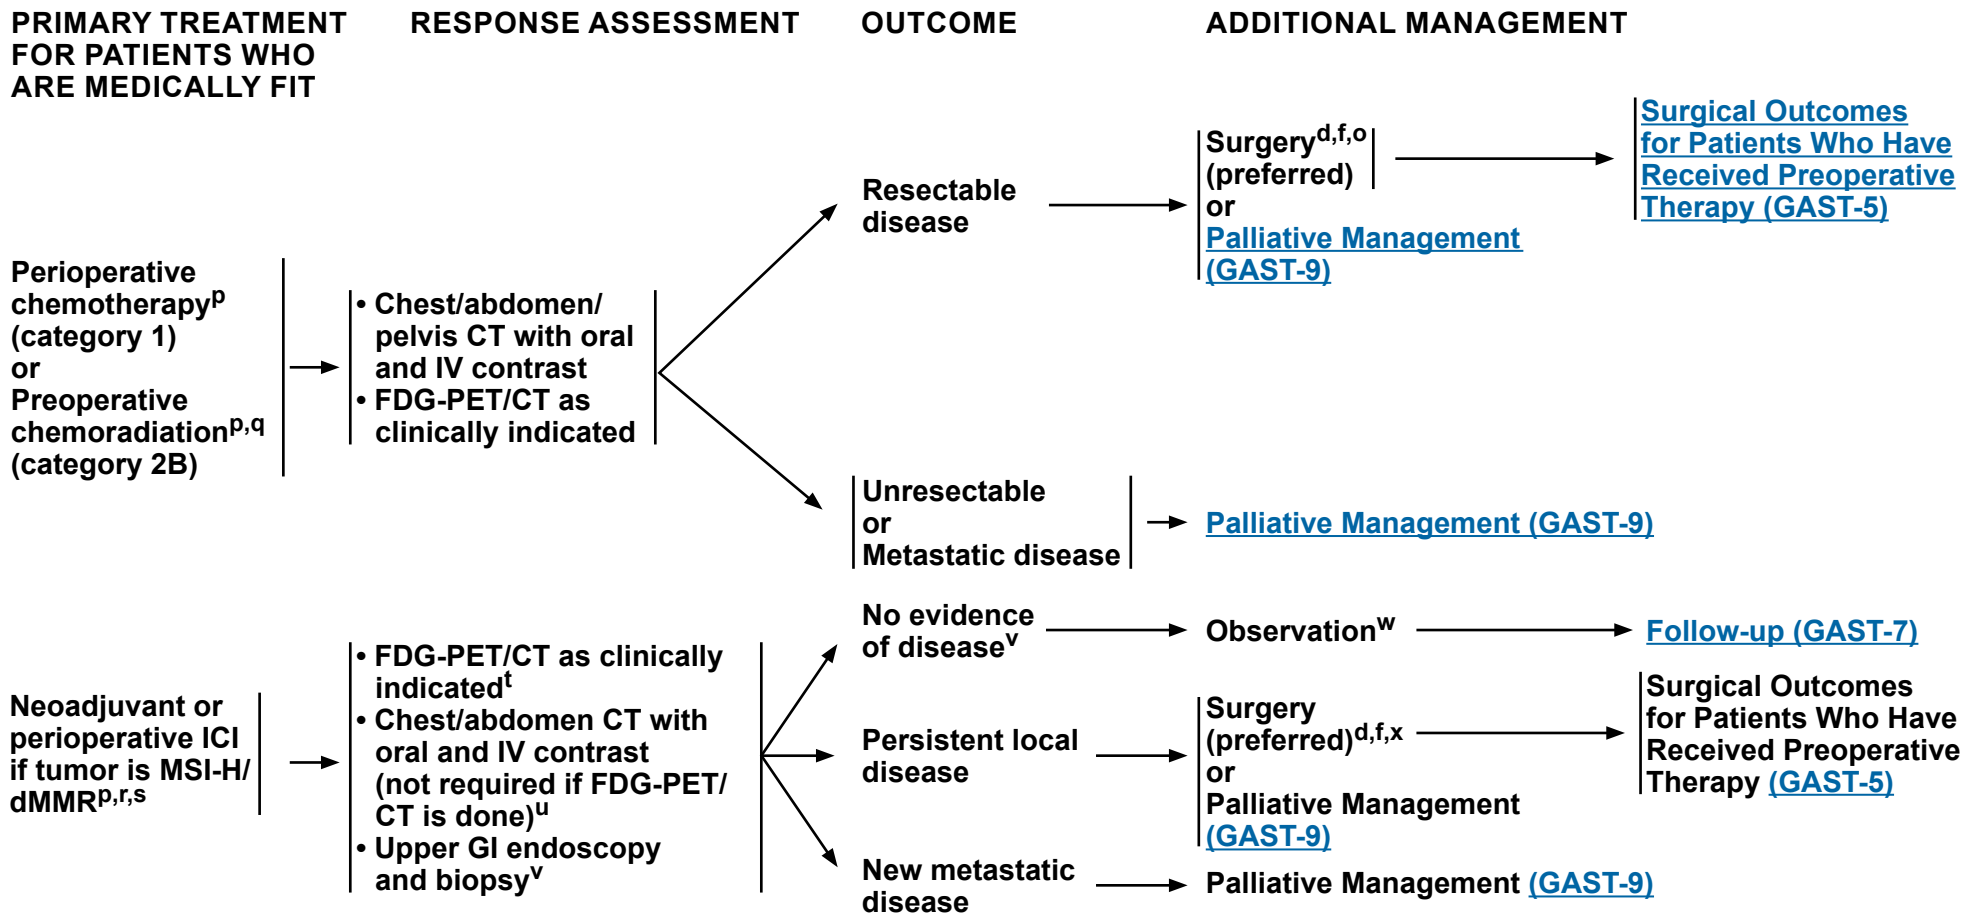 PRIMARY TREATMENT
FOR PATIENTS WHO
ARE MEDICALLY FIT
RESPONSE ASSESSMENT
OUTCOME
ADDITIONAL MANAGEMENT
Perioperative
chemotherapyp
(category 1)
or
Preoperative
chemoradiationp,q
(category 2B)
• Chest/abdomen/
pelvis CT with oral
and IV contrast
• FDG-PET/CT as
clinically indicated
Resectable
disease
Surgeryd,f,o
(preferred)
or
Palliative Management
(GAST-9)
Surgical Outcomes
for Patients Who Have
Received Preoperative
Therapy (GAST-5)
Unresectable
or
Metastatic disease
Palliative Management (GAST-9)
Neoadjuvant or
perioperative ICI
if tumor is MSI-H/
dMMRp,r,s
• FDG-PET/CT as clinically
indicatedt
• Chest/abdomen CT with
oral and IV contrast
(not required if FDG-PET/
CT is done)u
• Upper GI endoscopy
and biopsyv
No evidence
of diseasev
Observationw
Follow-up (GAST-7)
Persistent local
disease
Surgery
(preferred)d,f,x
or
Palliative Management
(GAST-9)
Surgical Outcomes
for Patients Who Have
Received Preoperative
Therapy (GAST-5)
New metastatic
disease
Palliative Management (GAST-9)